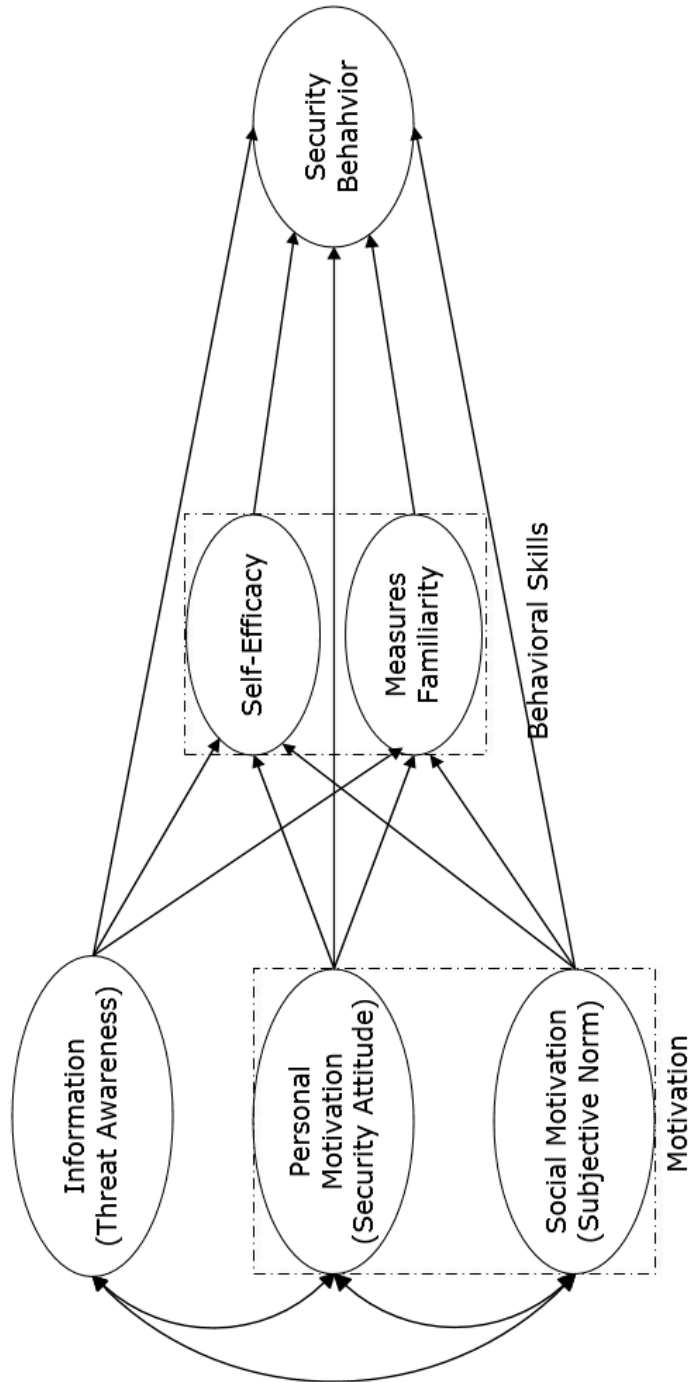 Information
(Threat Awareness)
Personal
Motivation
(Security Attitude)
Social Motivation
(Subjective Norm)
Motivation
Self-Efficacy
Measures
Familiarity
Behavioral Skills
Security
Behahvior